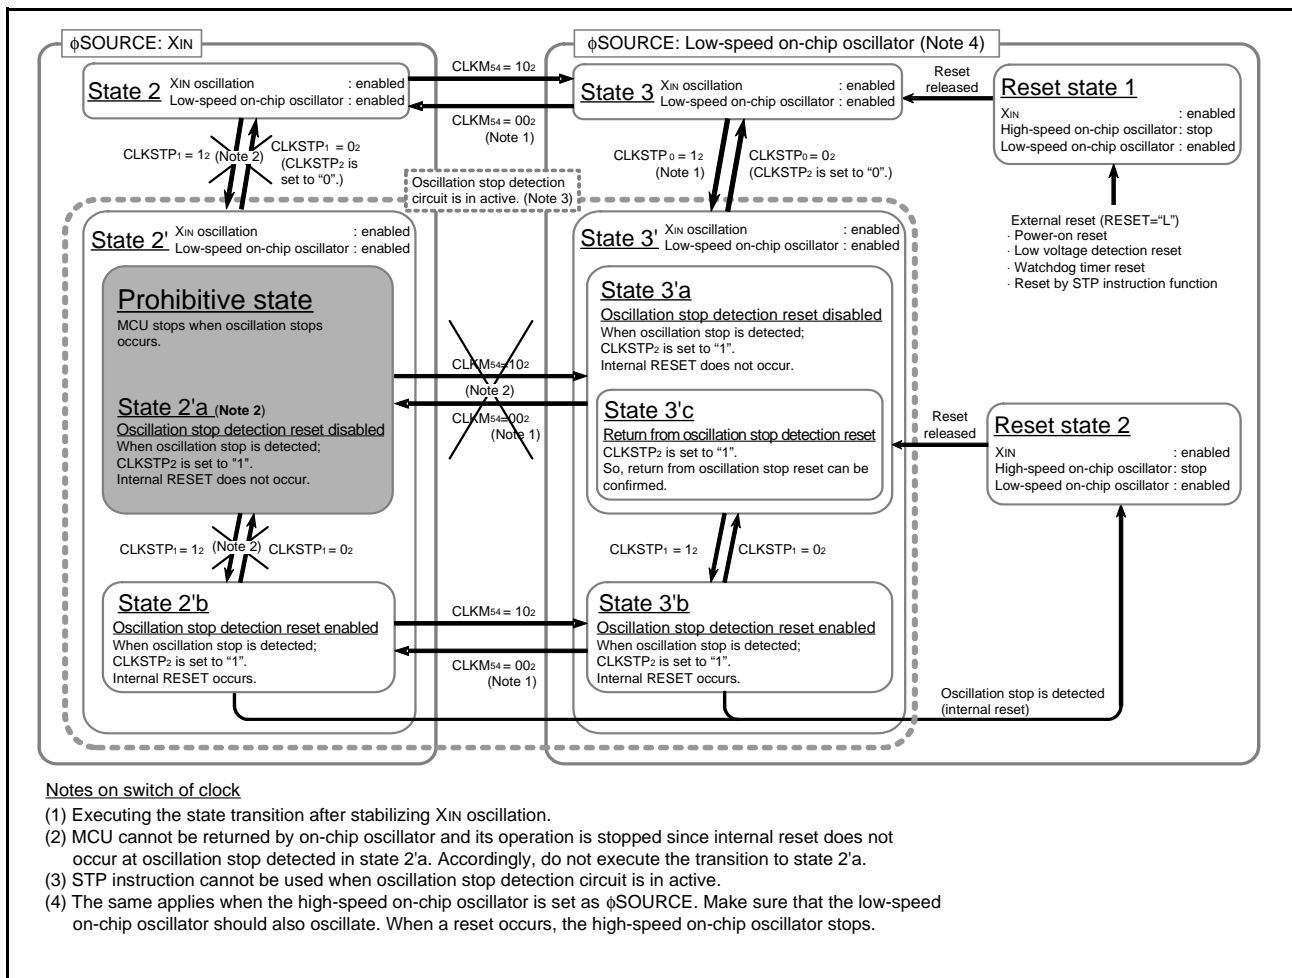 ϕSOURCE: XIN
ϕSOURCE: Low-speed on-chip oscillator (Note 4)
State 2
XIN oscillation : enabled
Low-speed on-chip oscillator : enabled
CLKM54 = 102
CLKM54 = 002
(Note 1)
State 3
XIN oscillation : enabled
Low-speed on-chip oscillator : enabled
Reset
released
Reset state 1
XIN : enabled
High-speed on-chip oscillator : stop
Low-speed on-chip oscillator : enabled
CLKSTP1 = 12
(Note 2)
CLKSTP1 = 02
(CLKSTP2 is
set to “0”.)
CLKSTP0 = 12
(Note 1)
CLKSTP0 = 02
(CLKSTP2 is set to “0”.)
Oscillation stop detection
circuit is in active. (Note 3)
External reset (RESET=“L”)
· Power-on reset
· Low voltage detection reset
· Watchdog timer reset
· Reset by STP instruction function
State 2'
XIN oscillation : enabled
Low-speed on-chip oscillator : enabled
State 3'
XIN oscillation : enabled
Low-speed on-chip oscillator : enabled
Prohibitive state
MCU stops when oscillation stops
occurs.
State 2'a (Note 2)
Oscillation stop detection reset disabled
When oscillation stop is detected;
CLKSTP2 is set to "1".
Internal RESET does not occur.
CLKM54=102
(Note 2)
CLKM54=002
(Note 1)
State 3'a
Oscillation stop detection reset disabled
When oscillation stop is detected;
CLKSTP2 is set to “1”.
Internal RESET does not occur.
State 3'c
Return from oscillation stop detection reset
CLKSTP2 is set to “1”.
So, return from oscillation stop reset can be
confirmed.
Reset
released
Reset state 2
XIN : enabled
High-speed on-chip oscillator : stop
Low-speed on-chip oscillator : enabled
CLKSTP1 = 12
(Note 2)
CLKSTP1 = 02
CLKSTP1 = 12
CLKSTP1 = 02
State 2'b
Oscillation stop detection reset enabled
When oscillation stop is detected;
CLKSTP2 is set to “1”.
Internal RESET occurs.
CLKM54 = 102
CLKM54 = 002
(Note 1)
State 3'b
Oscillation stop detection reset enabled
When oscillation stop is detected;
CLKSTP2 is set to “1”.
Internal RESET occurs.
Oscillation stop is detected
(internal reset)
Notes on switch of clock
(1) Executing the state transition after stabilizing XIN oscillation.
(2) MCU cannot be returned by on-chip oscillator and its operation is stopped since internal reset does not
occur at oscillation stop detected in state 2'a. Accordingly, do not execute the transition to state 2'a.
(3) STP instruction cannot be used when oscillation stop detection circuit is in active.
(4) The same applies when the high-speed on-chip oscillator is set as ϕSOURCE. Make sure that the low-speed
on-chip oscillator should also oscillate. When a reset occurs, the high-speed on-chip oscillator stops.